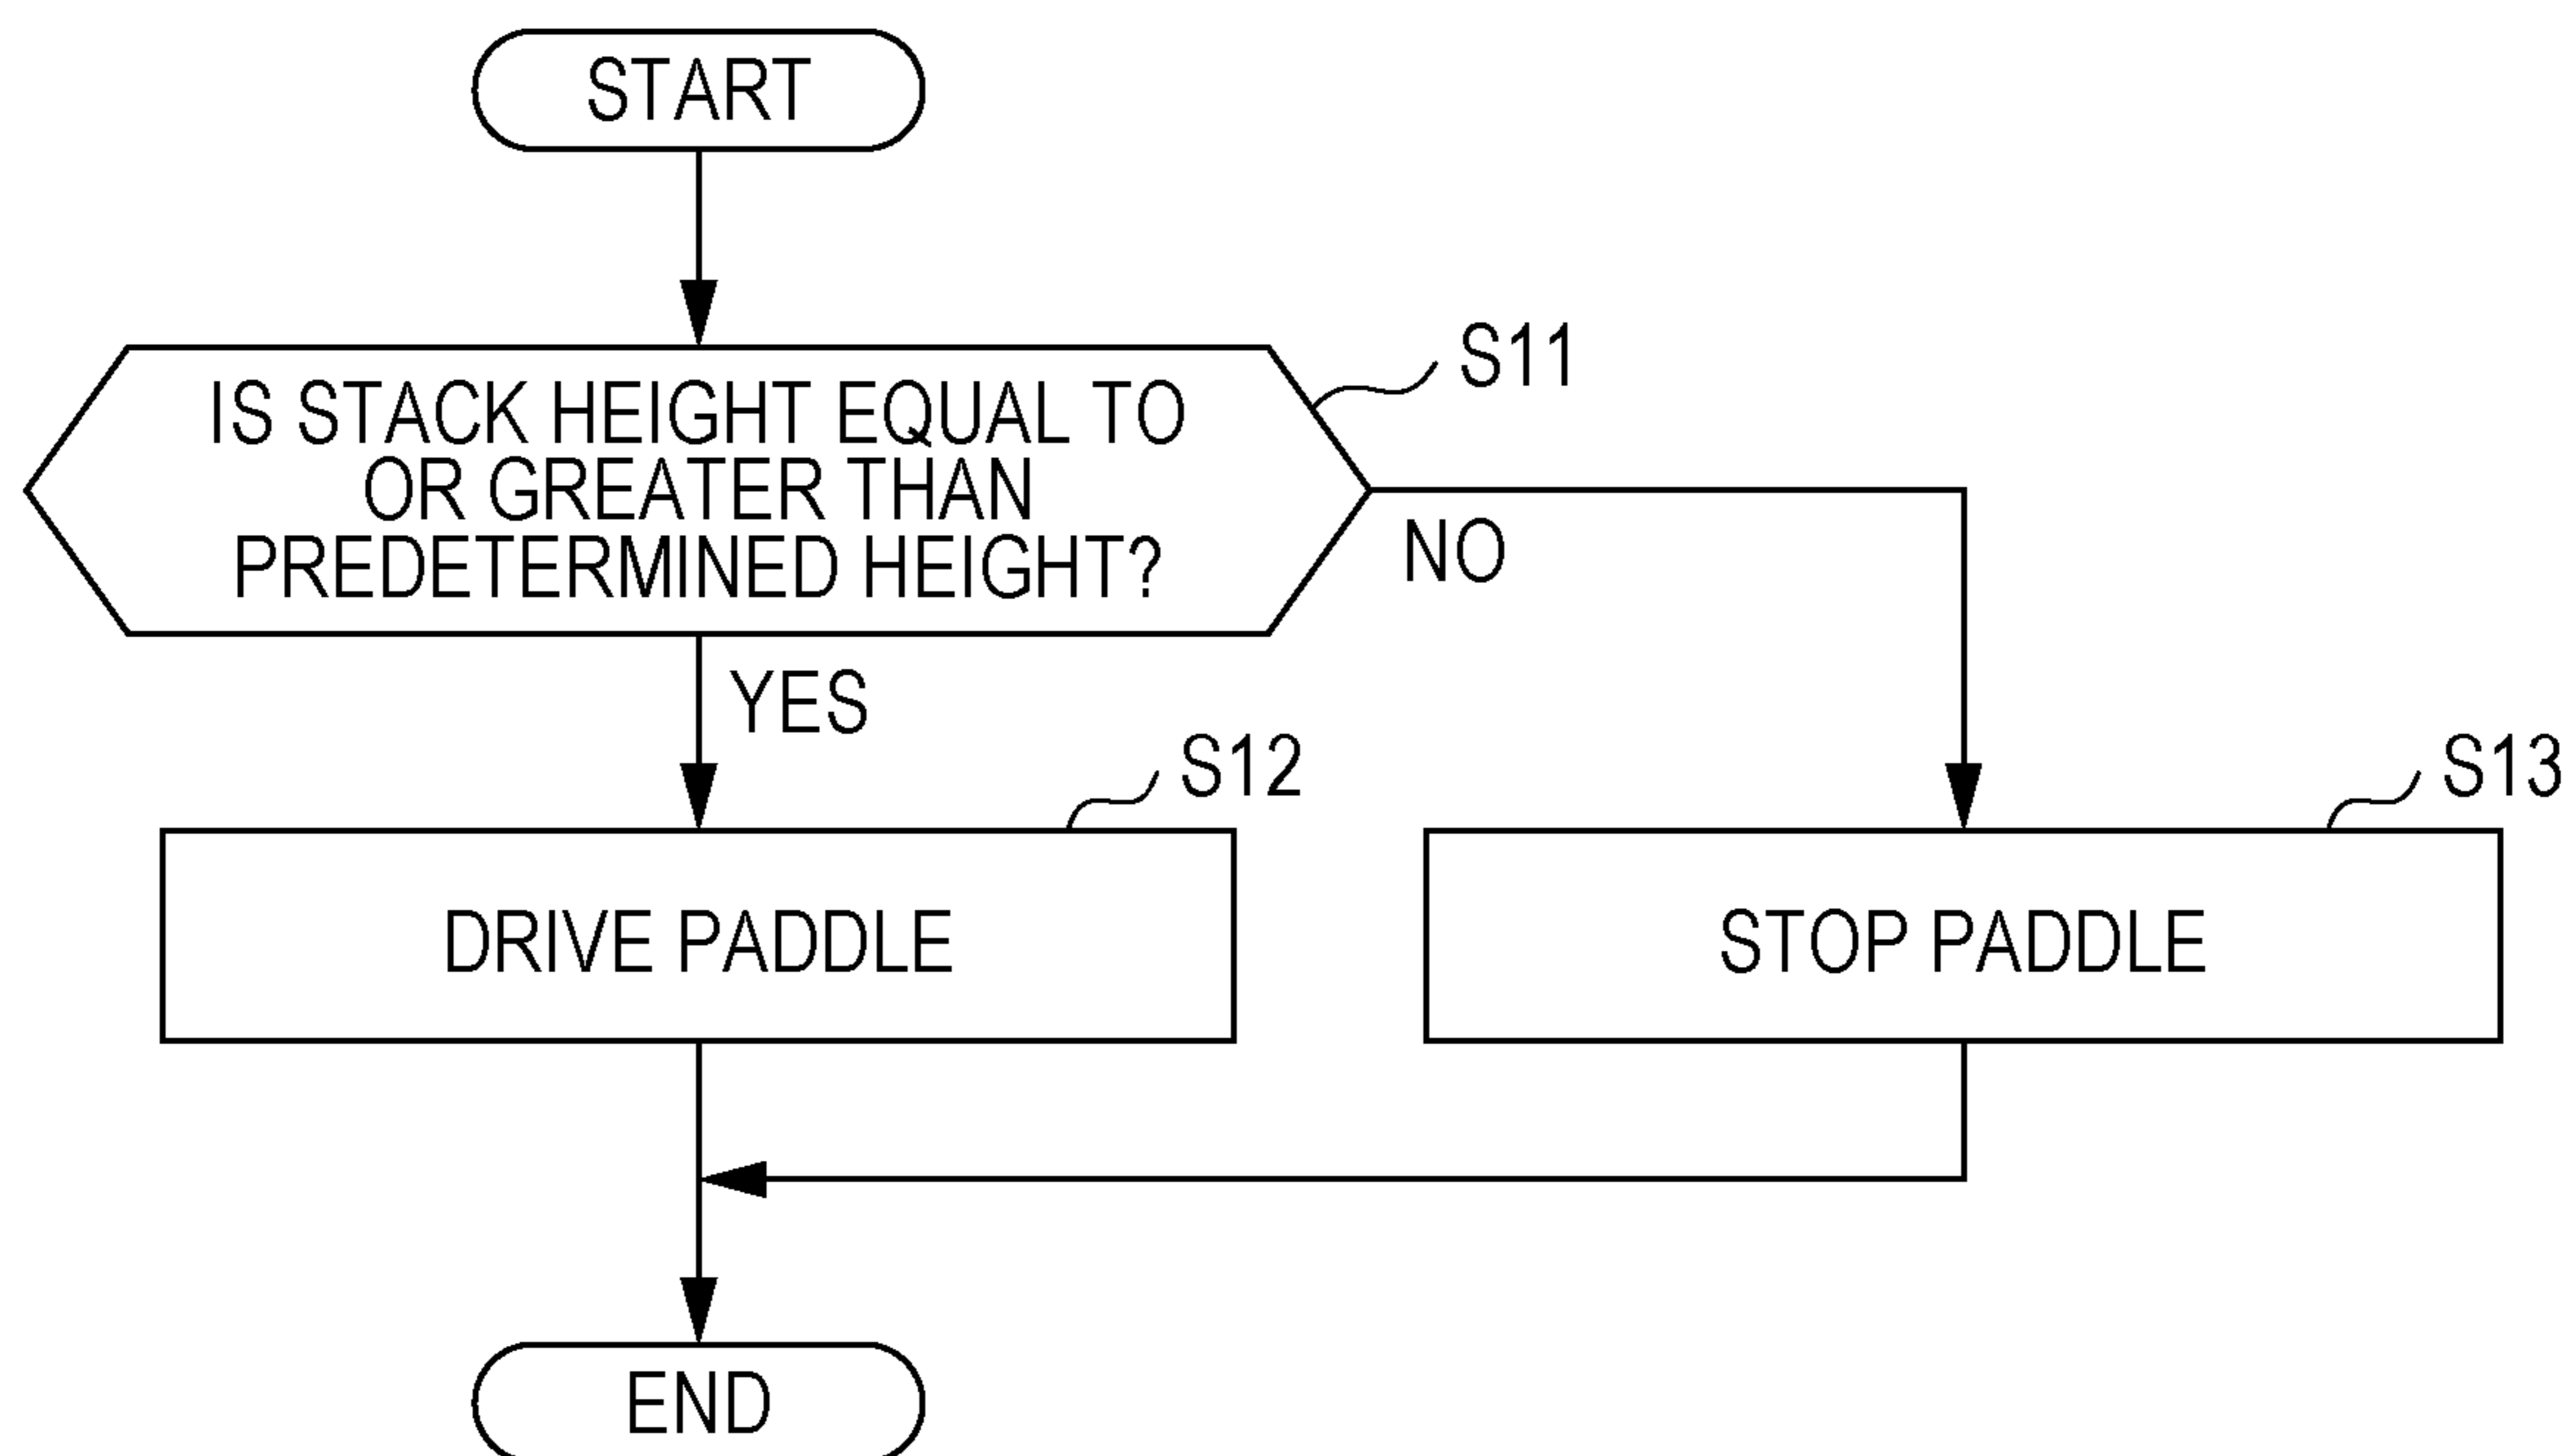 START
S11
IS STACK HEIGHT EQUAL TO
OR GREATER THAN
PREDETERMINED HEIGHT?
NO
YES
S12
S13
DRIVE PADDLE
STOP PADDLE
END